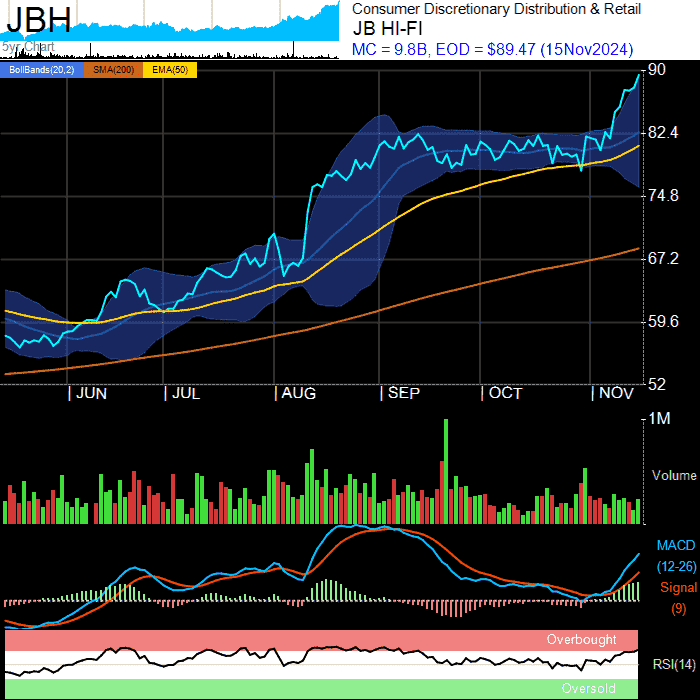 JBH
5yr Chart
Consumer Discretionary Distribution & Retail
JB HI-FI
MC = 9.8B, EOD = $89.47 (15Nov2024)
BollBands(20,2) SMA(200) EMA(50)
90
82.4
74.8
67.2
59.6
52
JUN JUL AUG SEP OCT NOV
1M
Volume
MACD
(12-26)
Signal
(9)
Overbought
RSI(14)
Oversold